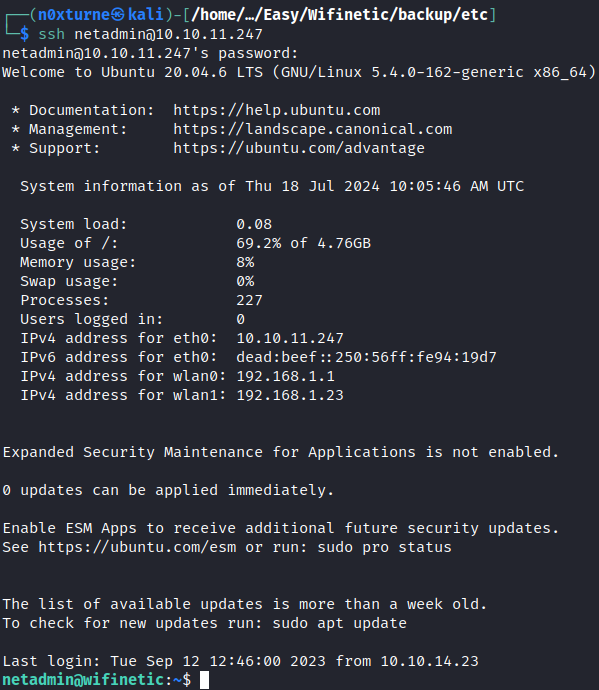 ┌──(n0xturne㉿kali)-[/home/…/Easy/Wifinetic/backup/etc]
└─$ ssh netadmin@10.10.11.247
netadmin@10.10.11.247's password:
Welcome to Ubuntu 20.04.6 LTS (GNU/Linux 5.4.0-162-generic x86_64)

 * Documentation:  https://help.ubuntu.com
 * Management:     https://landscape.canonical.com
 * Support:        https://ubuntu.com/advantage

  System information as of Thu 18 Jul 2024 10:05:46 AM UTC

  System load:            0.08
  Usage of /:             69.2% of 4.76GB
  Memory usage:           8%
  Swap usage:             0%
  Processes:              227
  Users logged in:        0
  IPv4 address for eth0:  10.10.11.247
  IPv6 address for eth0:  dead:beef::250:56ff:fe94:19d7
  IPv4 address for wlan0: 192.168.1.1
  IPv4 address for wlan1: 192.168.1.23

Expanded Security Maintenance for Applications is not enabled.

0 updates can be applied immediately.

Enable ESM Apps to receive additional future security updates.
See https://ubuntu.com/esm or run: sudo pro status

The list of available updates is more than a week old.
To check for new updates run: sudo apt update

Last login: Tue Sep 12 12:46:00 2023 from 10.10.14.23
netadmin@wifinetic:~$